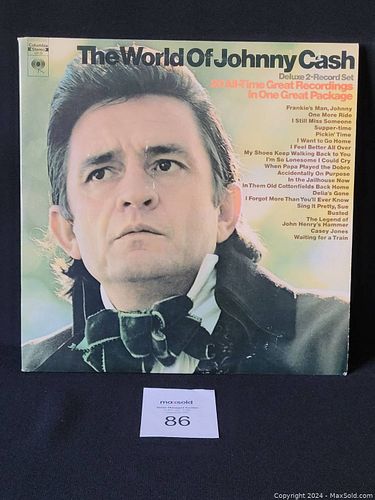 Columbia
Stereo
The World Of Johnny Cash
Deluxe 2-Record Set
All-Time Great Recordings
in One Great Package
Frankie's Man, Johnny
One More Ride
I Still Miss Someone
Supper-time
Pickin' Time
I Want to Go Home
I Feel Better All Over
My Shoes Keep Walking Back to You
I'm So Lonesome I Could Cry
When Papa Played the Dobro
Accidentally on Purpose
In the Jailhouse Now
In Them Old Cottonfields Back Home
Delia's Gone
I Forgot More Than You'll Ever Know
Sing It Pretty, Sue
Busted
The Legend of
John Henry's Hammer
Casey Jones
Waiting for a Train
maxsold
86
Copyright 2024 - MaxSold.com